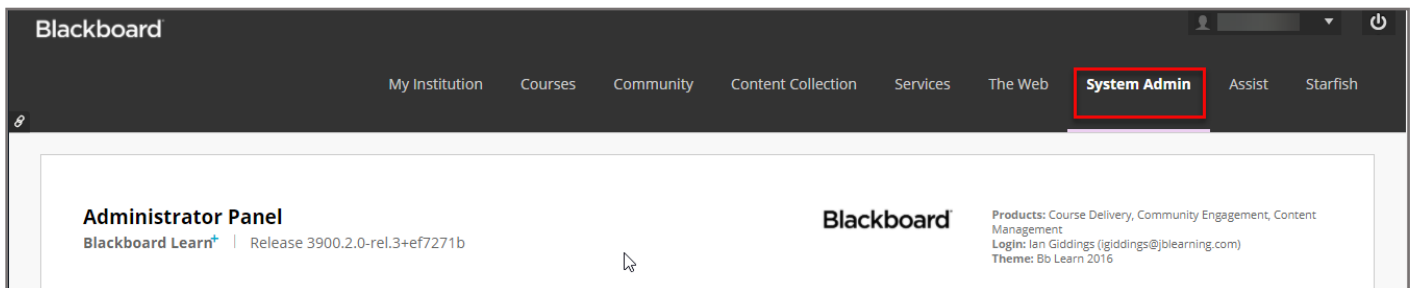 Blackboard
My Institution Courses Community Content Collection Services The Web System Admin Assist Starfish
Administrator Panel
Blackboard Learn+ | Release 3900.2.0-rel.3+ef7271b
Blackboard
Products: Course Delivery, Community Engagement, Content
Management
Login: Ian Giddings (igiddings@jblearning.com)
Theme: Bb Learn 2016